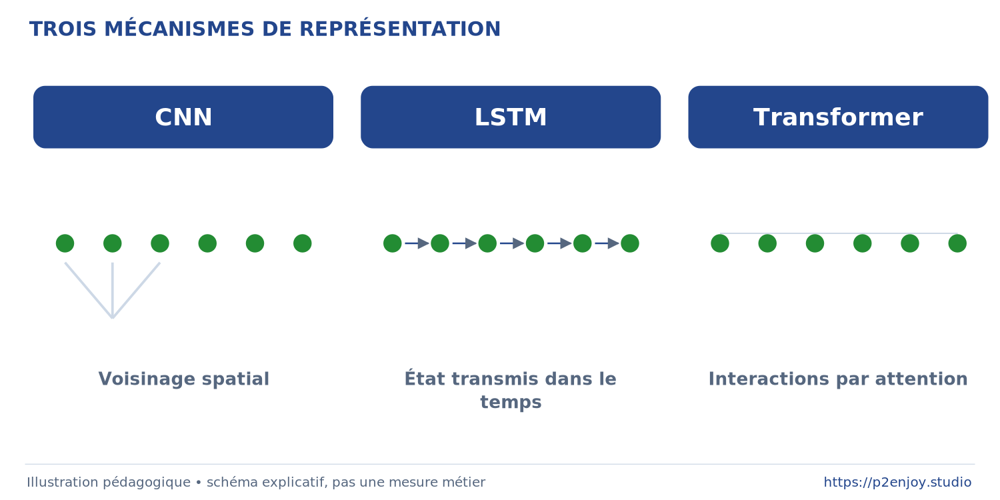 TROIS MÉCANISMES DE REPRÉSENTATION
CNN
LSTM
Transformer
Voisinage spatial
État transmis dans le
temps
Interactions par attention
Illustration pédagogique • schéma explicatif, pas une mesure métier
https://p2enjoy.studio